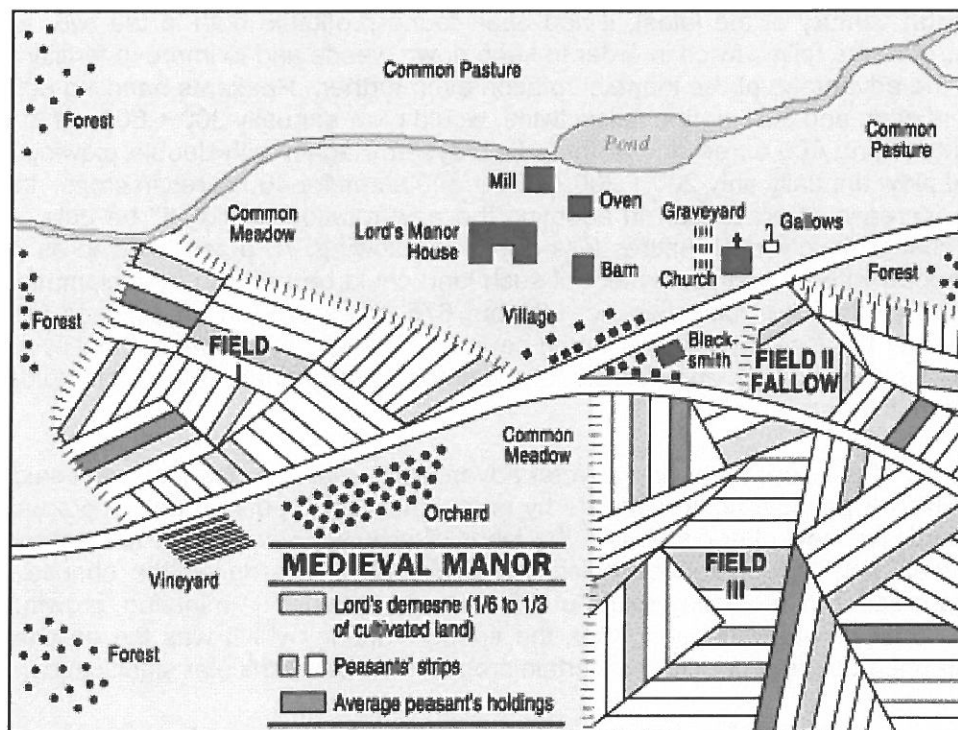 Common Pasture
Forest
Pond
Common
Pasture
Mill
Oven
Graveyard
Gallows
Common
Meadow
Lord's Manor
House
Barn
Church
Forest
Forest
Village
Black-
smith
FIELD
I
FIELD II
FALLOW
Common
Meadow
Orchard
Vineyard
FIELD
III
Forest
MEDIEVAL MANOR
Lord's demesne (1/6 to 1/3
of cultivated land)
Peasants' strips
Average peasant's holdings